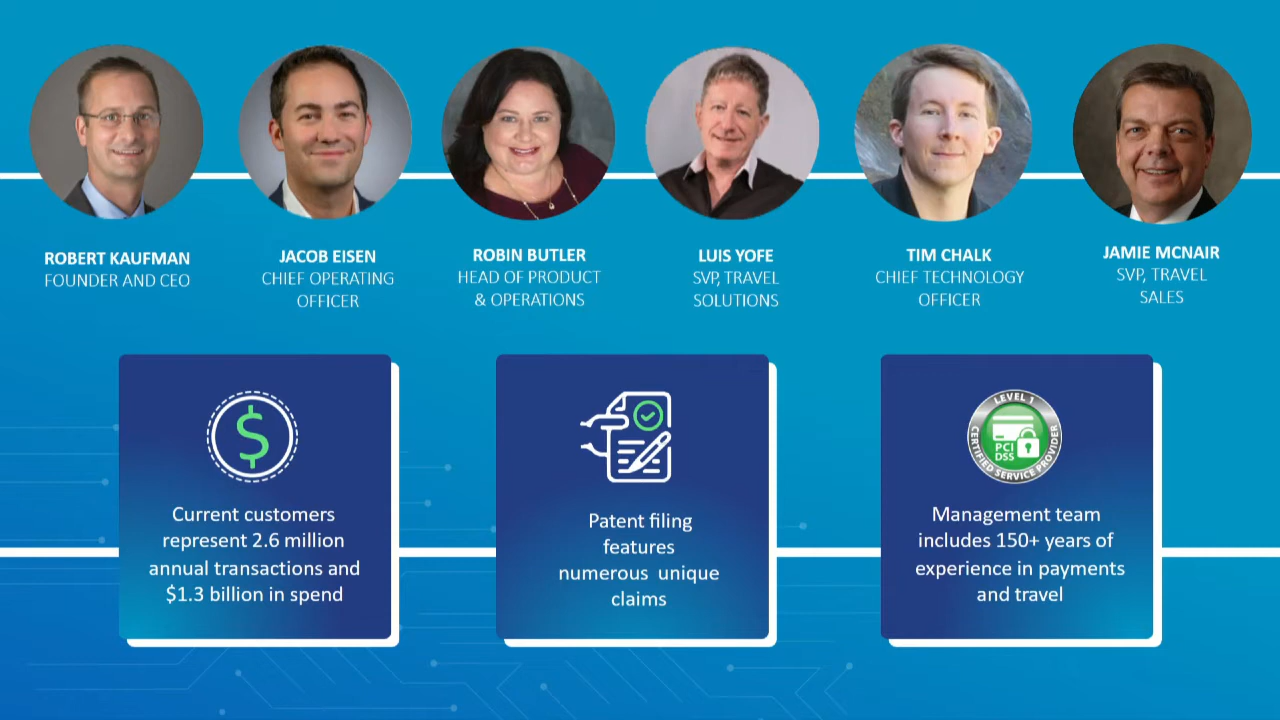 ROBERT KAUFMAN
FOUNDER AND CEO
JACOB EISEN
CHIEF OPERATING
OFFICER
ROBIN BUTLER
HEAD OF PRODUCT
& OPERATIONS
LUIS YOFE
SVP, TRAVEL
SOLUTIONS
TIM CHALK
CHIEF TECHNOLOGY
OFFICER
JAMIE MCNAIR
SVP, TRAVEL
SALES
$
Current customers
represent 2.6 million
annual transactions and
$1.3 billion in spend
Patent filing
features
numerous unique
claims
LEVEL 1
PCI
DSS
CERTIFIED SERVICE PROVIDER
Management team
includes 150+ years of
experience in payments
and travel